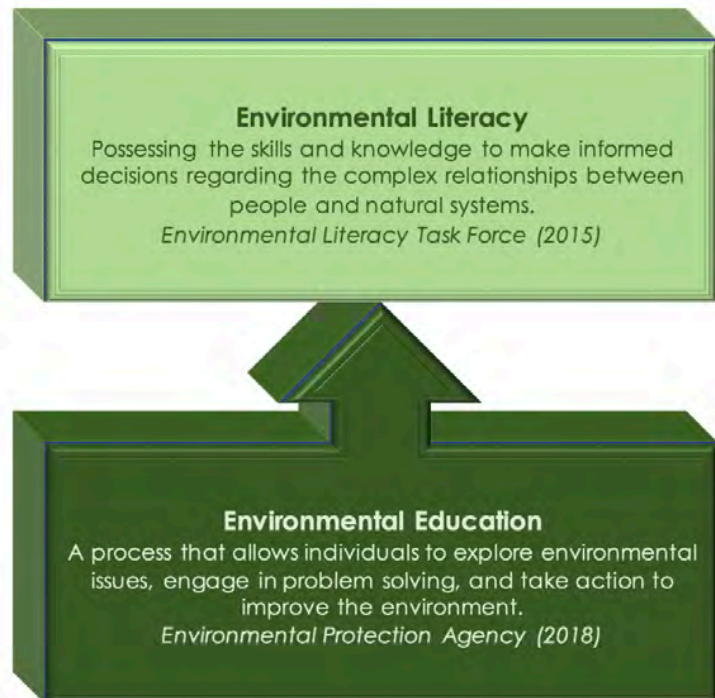 Environmental Literacy
Possessing the skills and knowledge to make informed
decisions regarding the complex relationships between
people and natural systems.
Environmental Literacy Task Force (2015)
Environmental Education
A process that allows individuals to explore environmental
issues, engage in problem solving, and take action to
improve the environment.
Environmental Protection Agency (2018)